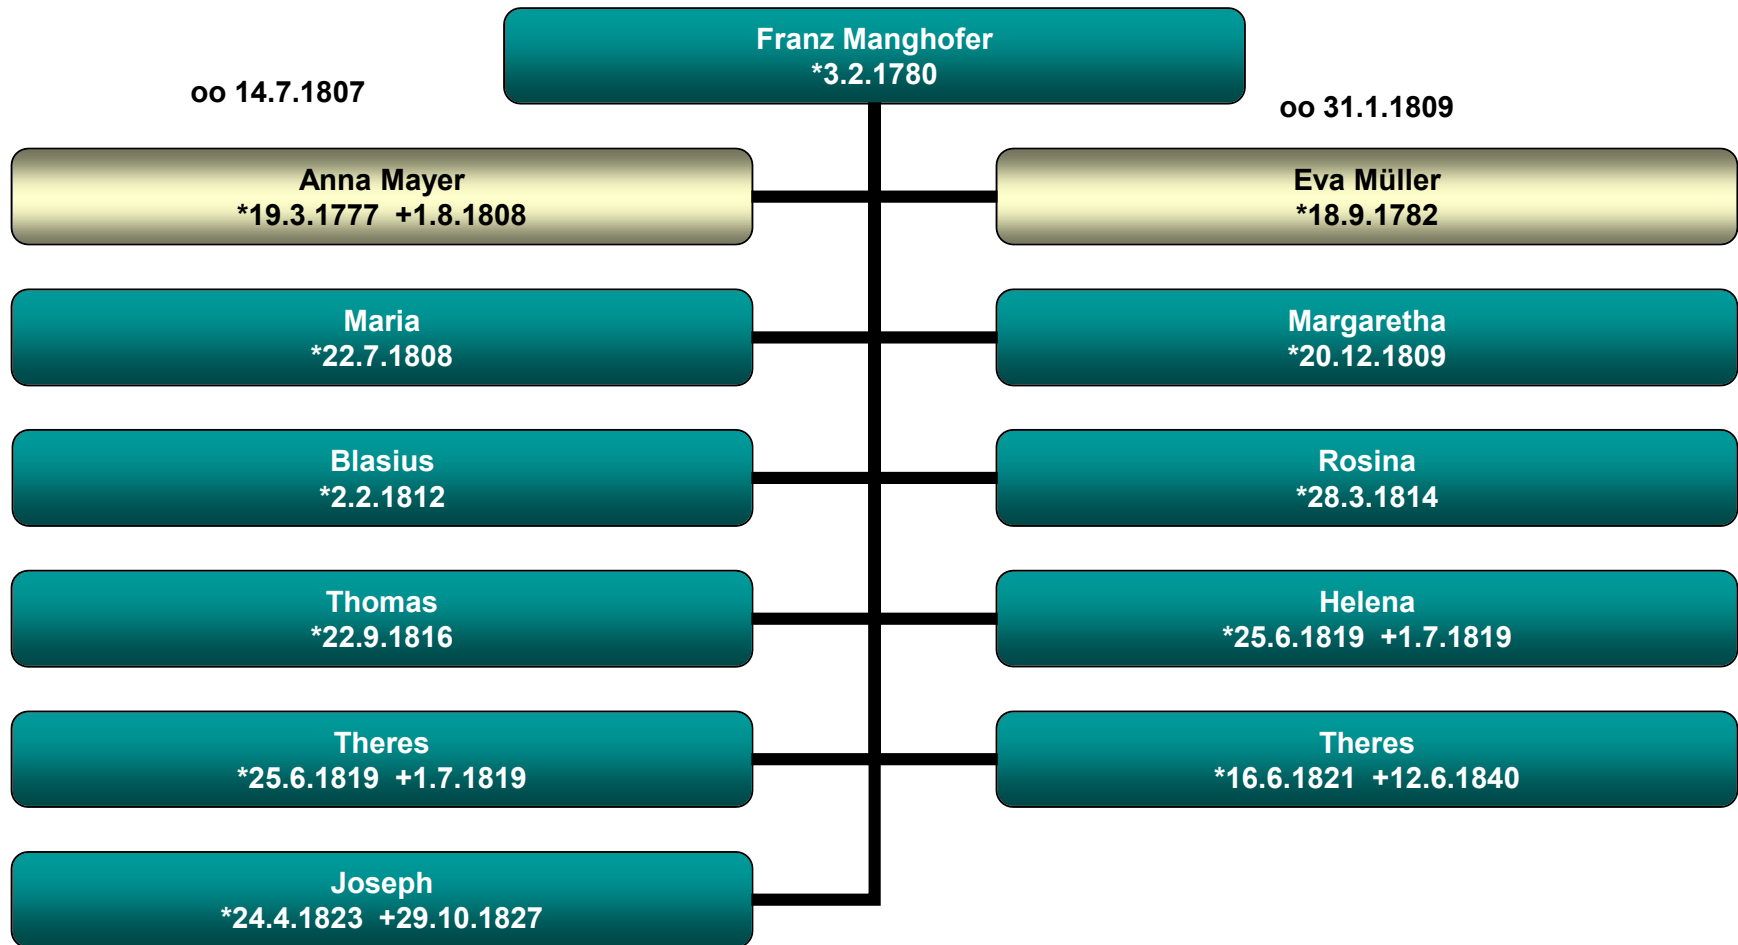 Franz Manghofer
*3.2.1780
oo 14.7.1807
oo 31.1.1809
Anna Mayer
*19.3.1777  +1.8.1808
Eva Müller
*18.9.1782
Maria
*22.7.1808
Margaretha
*20.12.1809
Blasius
*2.2.1812
Rosina
*28.3.1814
Thomas
*22.9.1816
Helena
*25.6.1819  +1.7.1819
Theres
*25.6.1819  +1.7.1819
Theres
*16.6.1821  +12.6.1840
Joseph
*24.4.1823  +29.10.1827